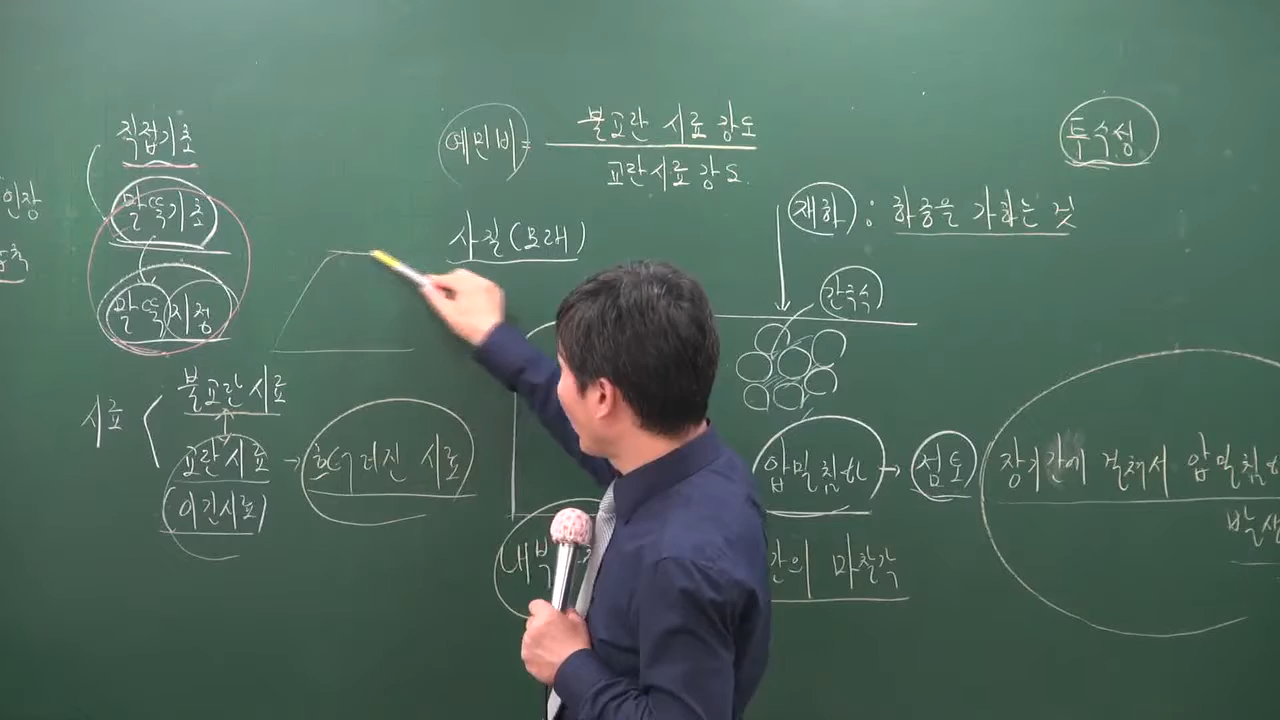 직접기초
말뚝기초
말뚝지정
인장
시료
불교란시료
교란시료
(이긴시료)
→ 흐트러진 시료
예민비 = 불교란 시료 강도
교란시료 강도
사질(모래)
재하 : 하중을 가하는 것
간극수
압밀침하 → 점도
내부
간의 마찰각
투수성
장기간에 걸쳐서 압밀침하
발생